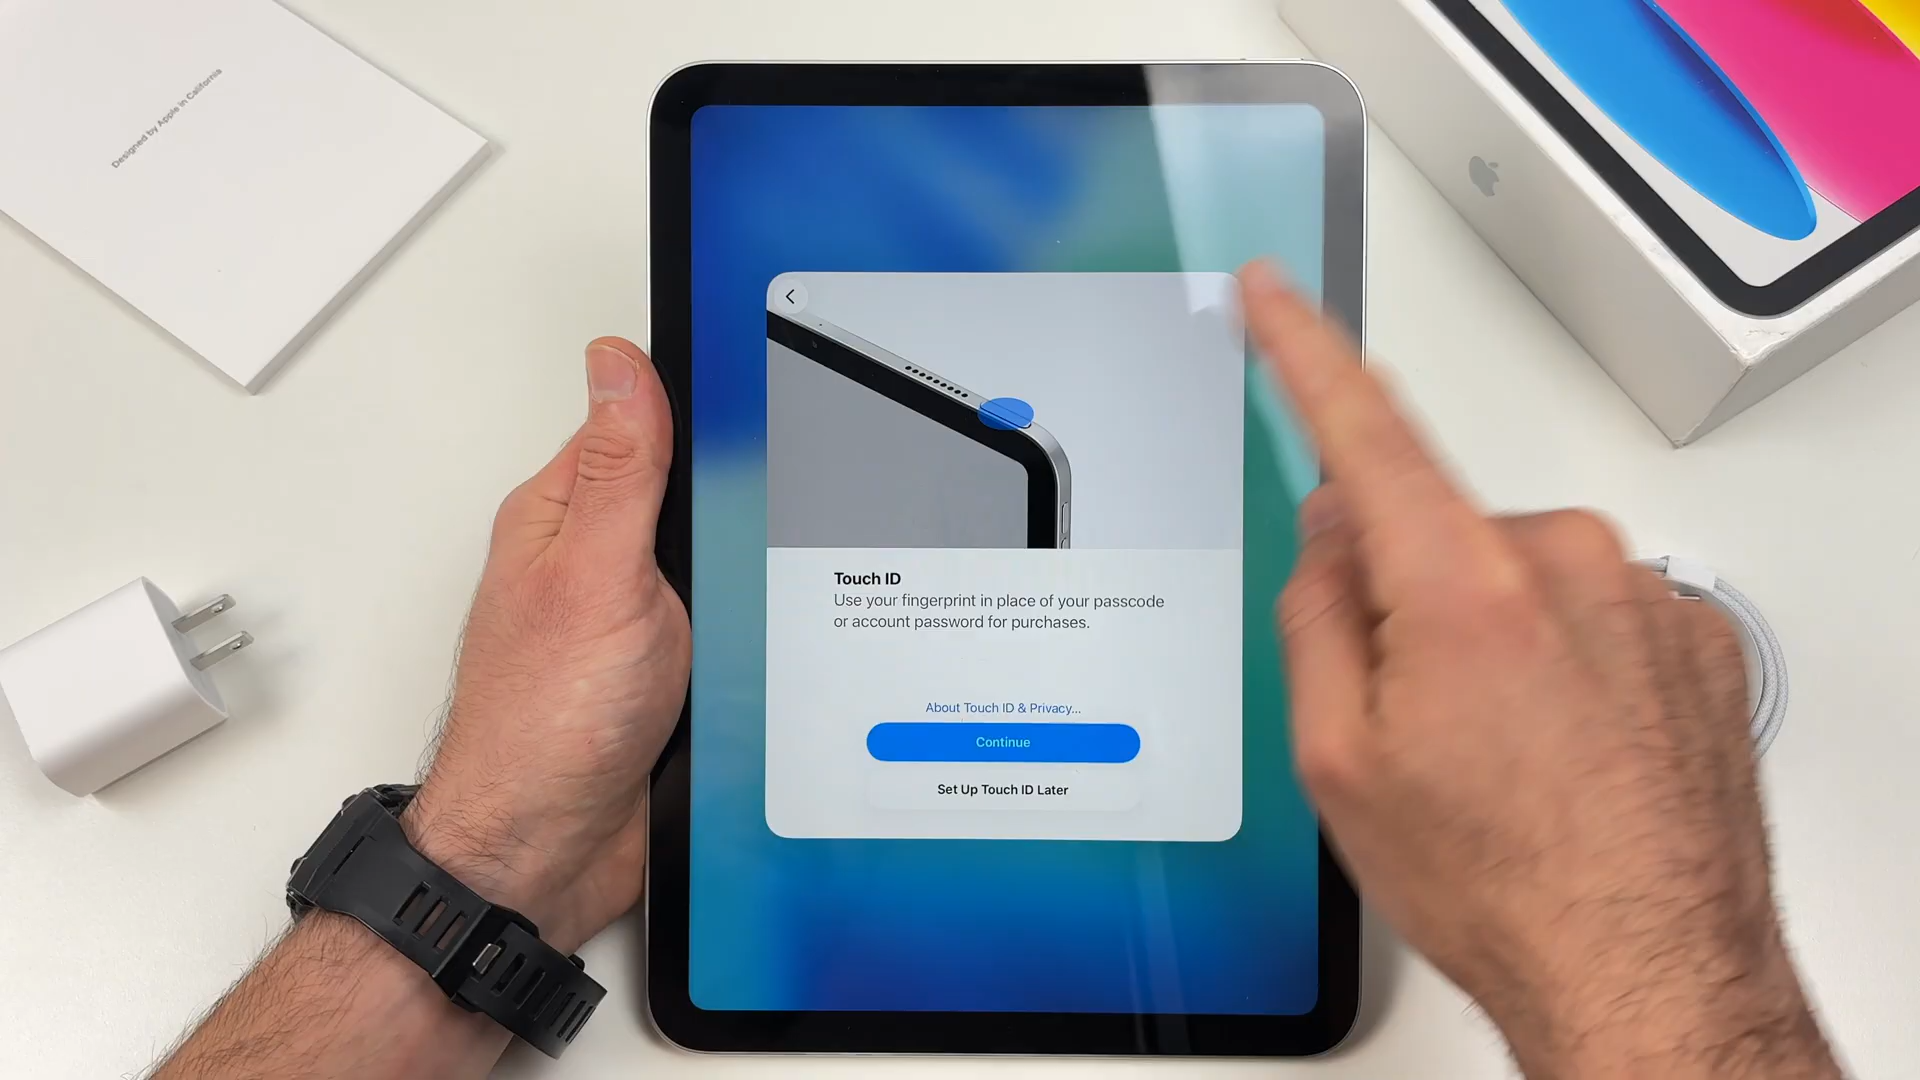 Designed by Apple in California
Touch ID
Use your fingerprint in place of your passcode
or account password for purchases.
About Touch ID & Privacy...
Continue
Set Up Touch ID Later